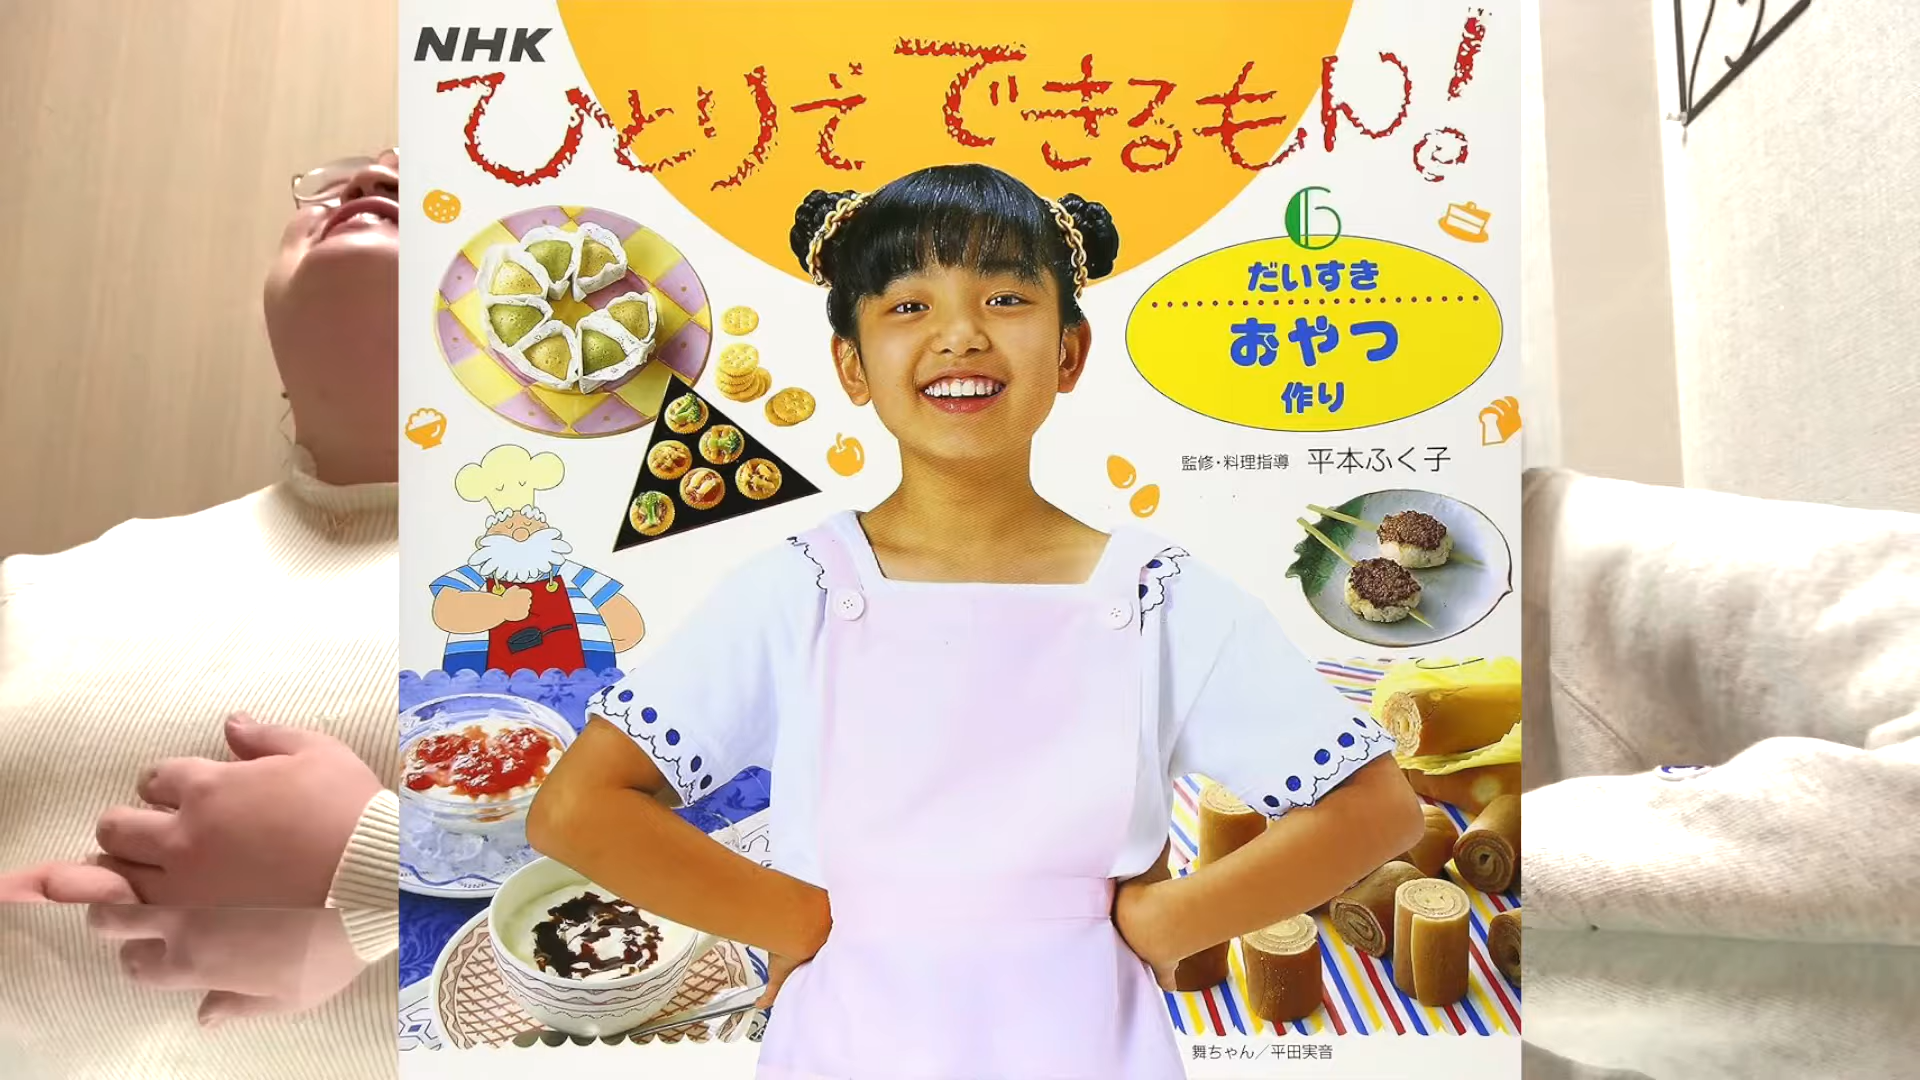 NHK
ひとりでできるもん!
6
だいすき
おやつ
作り
監修・料理指導 平本ふく子
舞ちゃん/平田実音